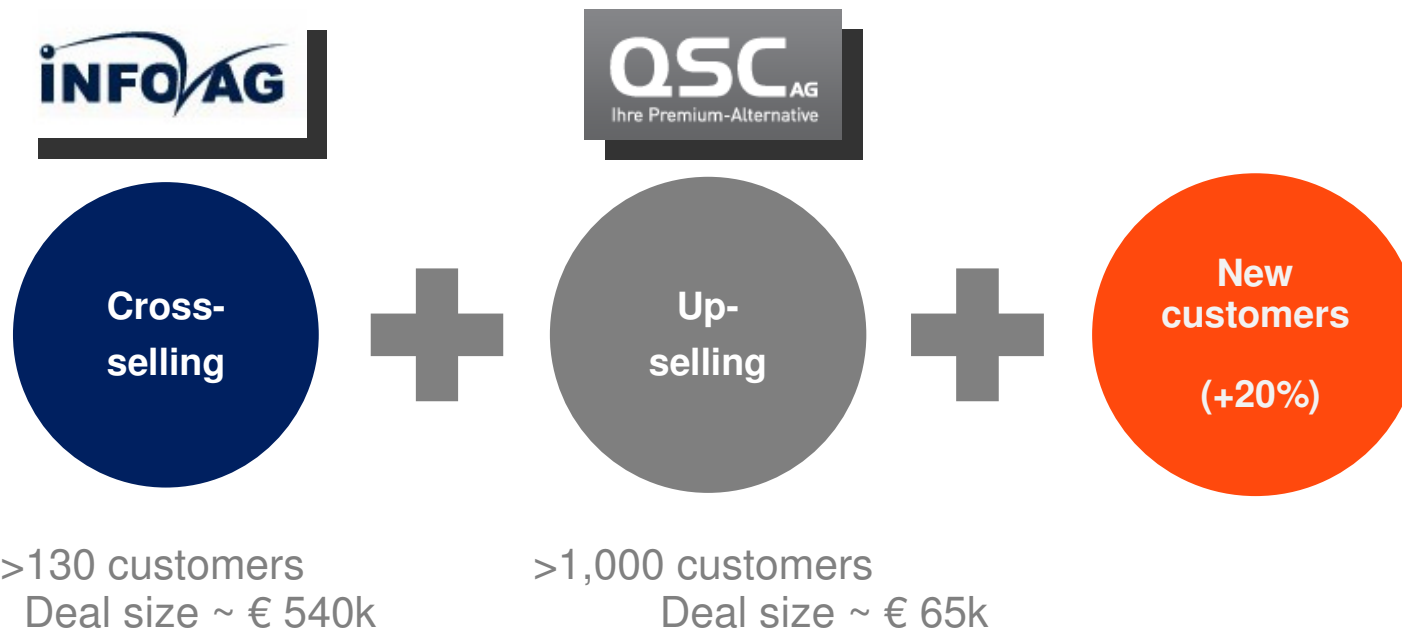 INFO AG
QSC AG
Ihre Premium-Alternative
Cross-
selling
Up-
selling
New
customers
(+20%)
>130 customers
Deal size ~ € 540k
>1,000 customers
Deal size ~ € 65k